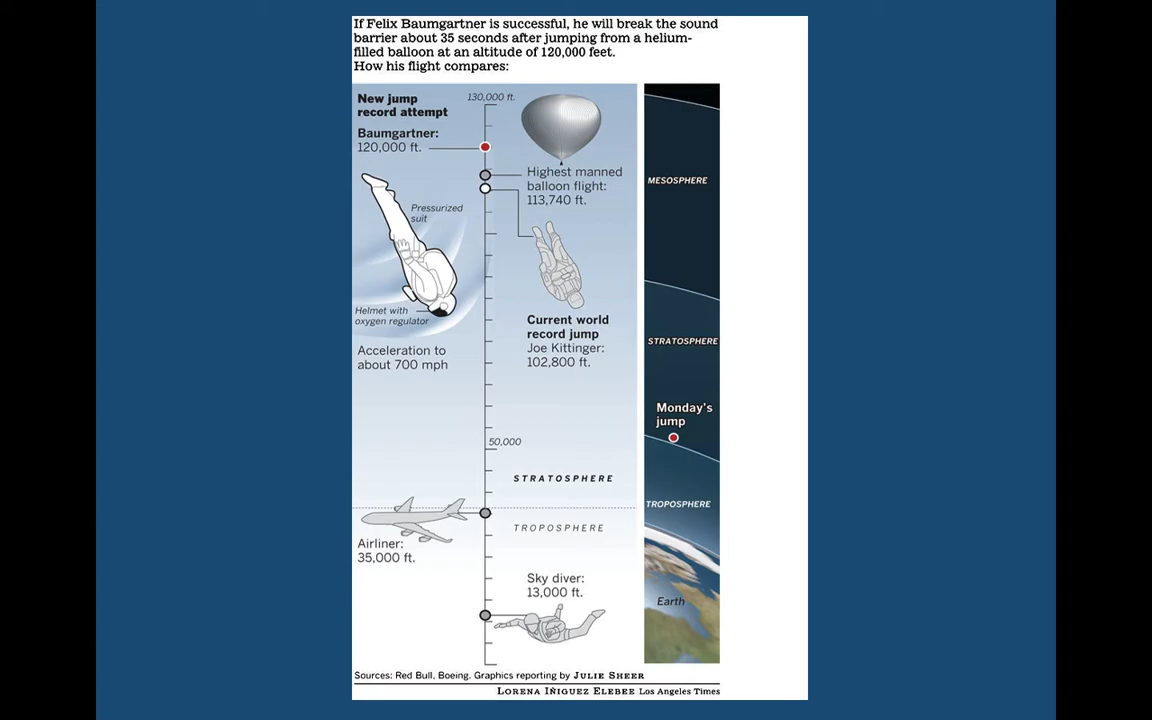 If Felix Baumgartner is successful, he will break the sound
barrier about 35 seconds after jumping from a helium-
filled balloon at an altitude of 120,000 feet.
How his flight compares:
New jump
record attempt
Baumgartner:
120,000 ft.
130,000 ft.
Highest manned
balloon flight:
113,740 ft.
Pressurized
suit
Helmet with
oxygen regulator
Acceleration to
about 700 mph
Current world
record jump
Joe Kittinger:
102,800 ft.
50,000
STRATOSPHERE
TROPOSPHERE
Airliner:
35,000 ft.
Sky diver:
13,000 ft.
MESOSPHERE
STRATOSPHERE
Monday's
jump
TROPOSPHERE
Earth
Sources: Red Bull, Boeing. Graphics reporting by JULIE SHEER
LORENA IÑIGUEZ ELEBEE Los Angeles Times